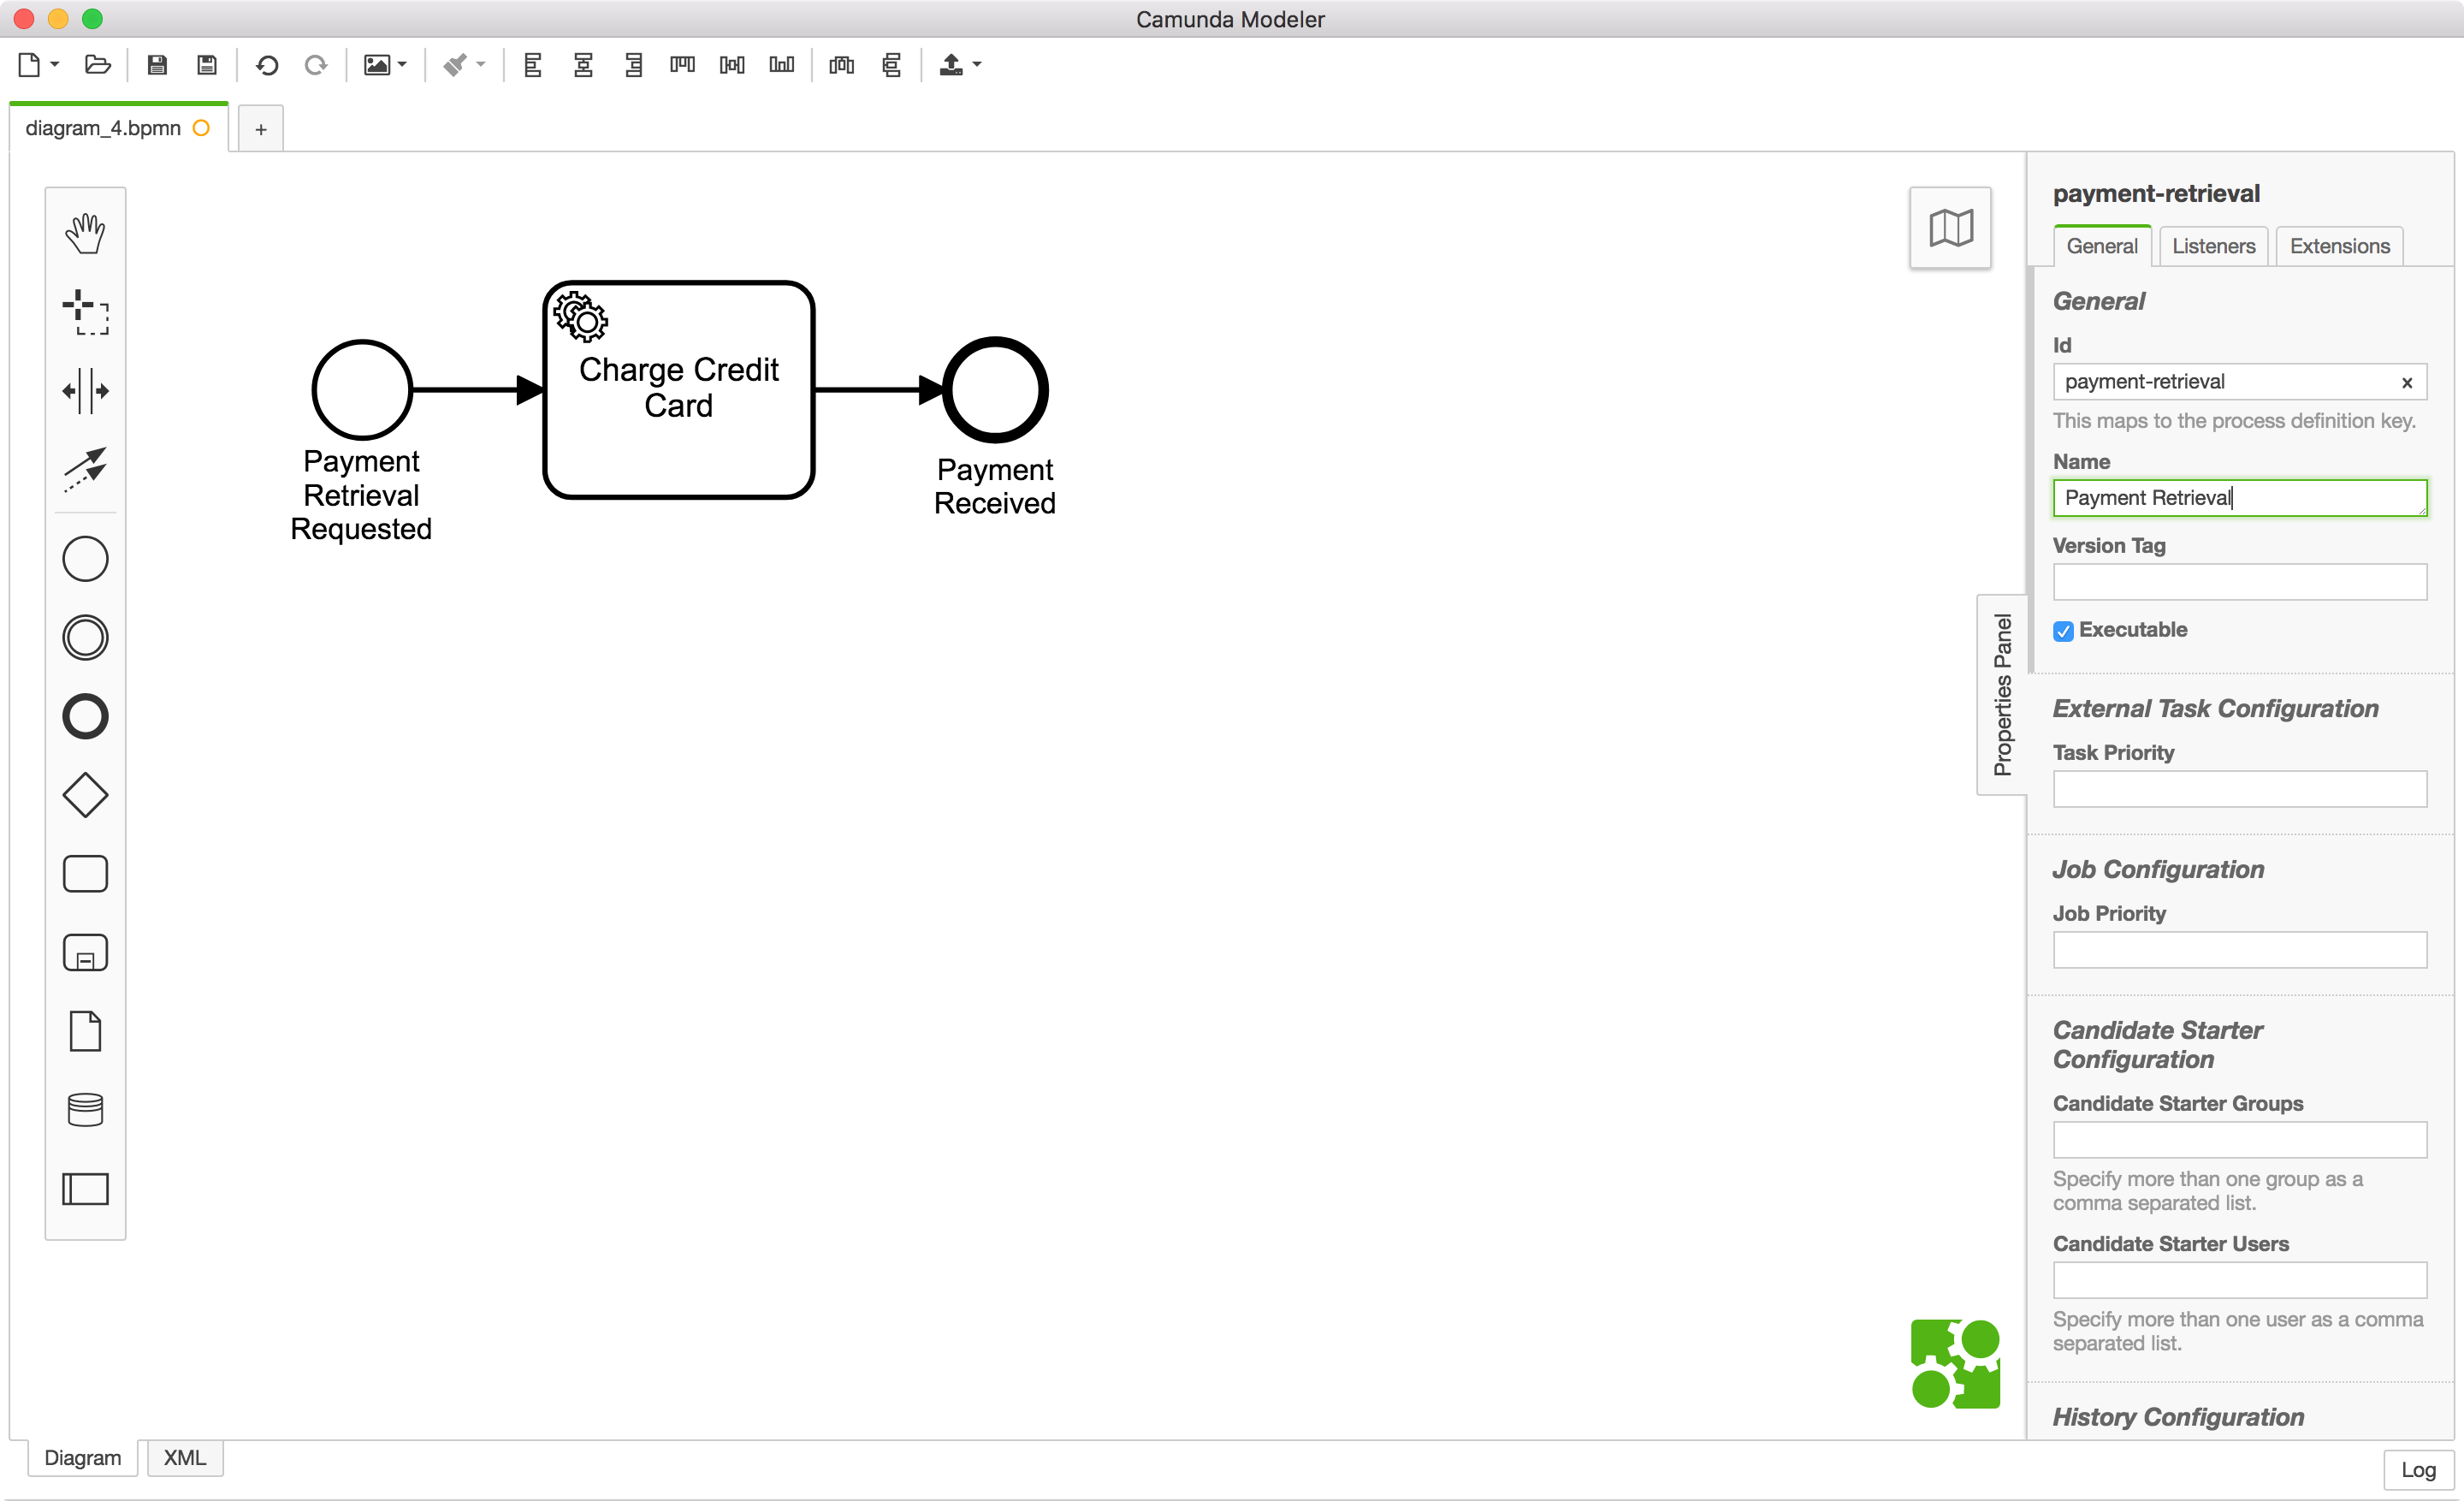 Camunda Modeler
diagram_4.bpmn
+
Payment
Retrieval
Requested
Charge Credit
Card
Payment
Received
Properties Panel
payment-retrieval
General Listeners Extensions
General
Id
payment-retrieval x
This maps to the process definition key.
Name
Payment Retrieval
Version Tag
Executable
External Task Configuration
Task Priority
Job Configuration
Job Priority
Candidate Starter
Configuration
Candidate Starter Groups
Specify more than one group as a
comma separated list.
Candidate Starter Users
Specify more than one user as a comma
separated list.
History Configuration
Diagram XML
Log